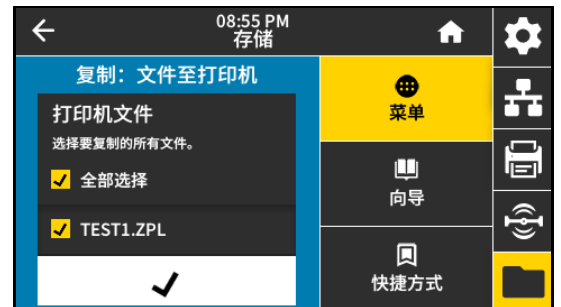 08:55 PM
存储
复制：文件至打印机
打印机文件
选择要复制的所有文件。
全部选择
TEST1.ZPL
菜单
向导
快捷方式